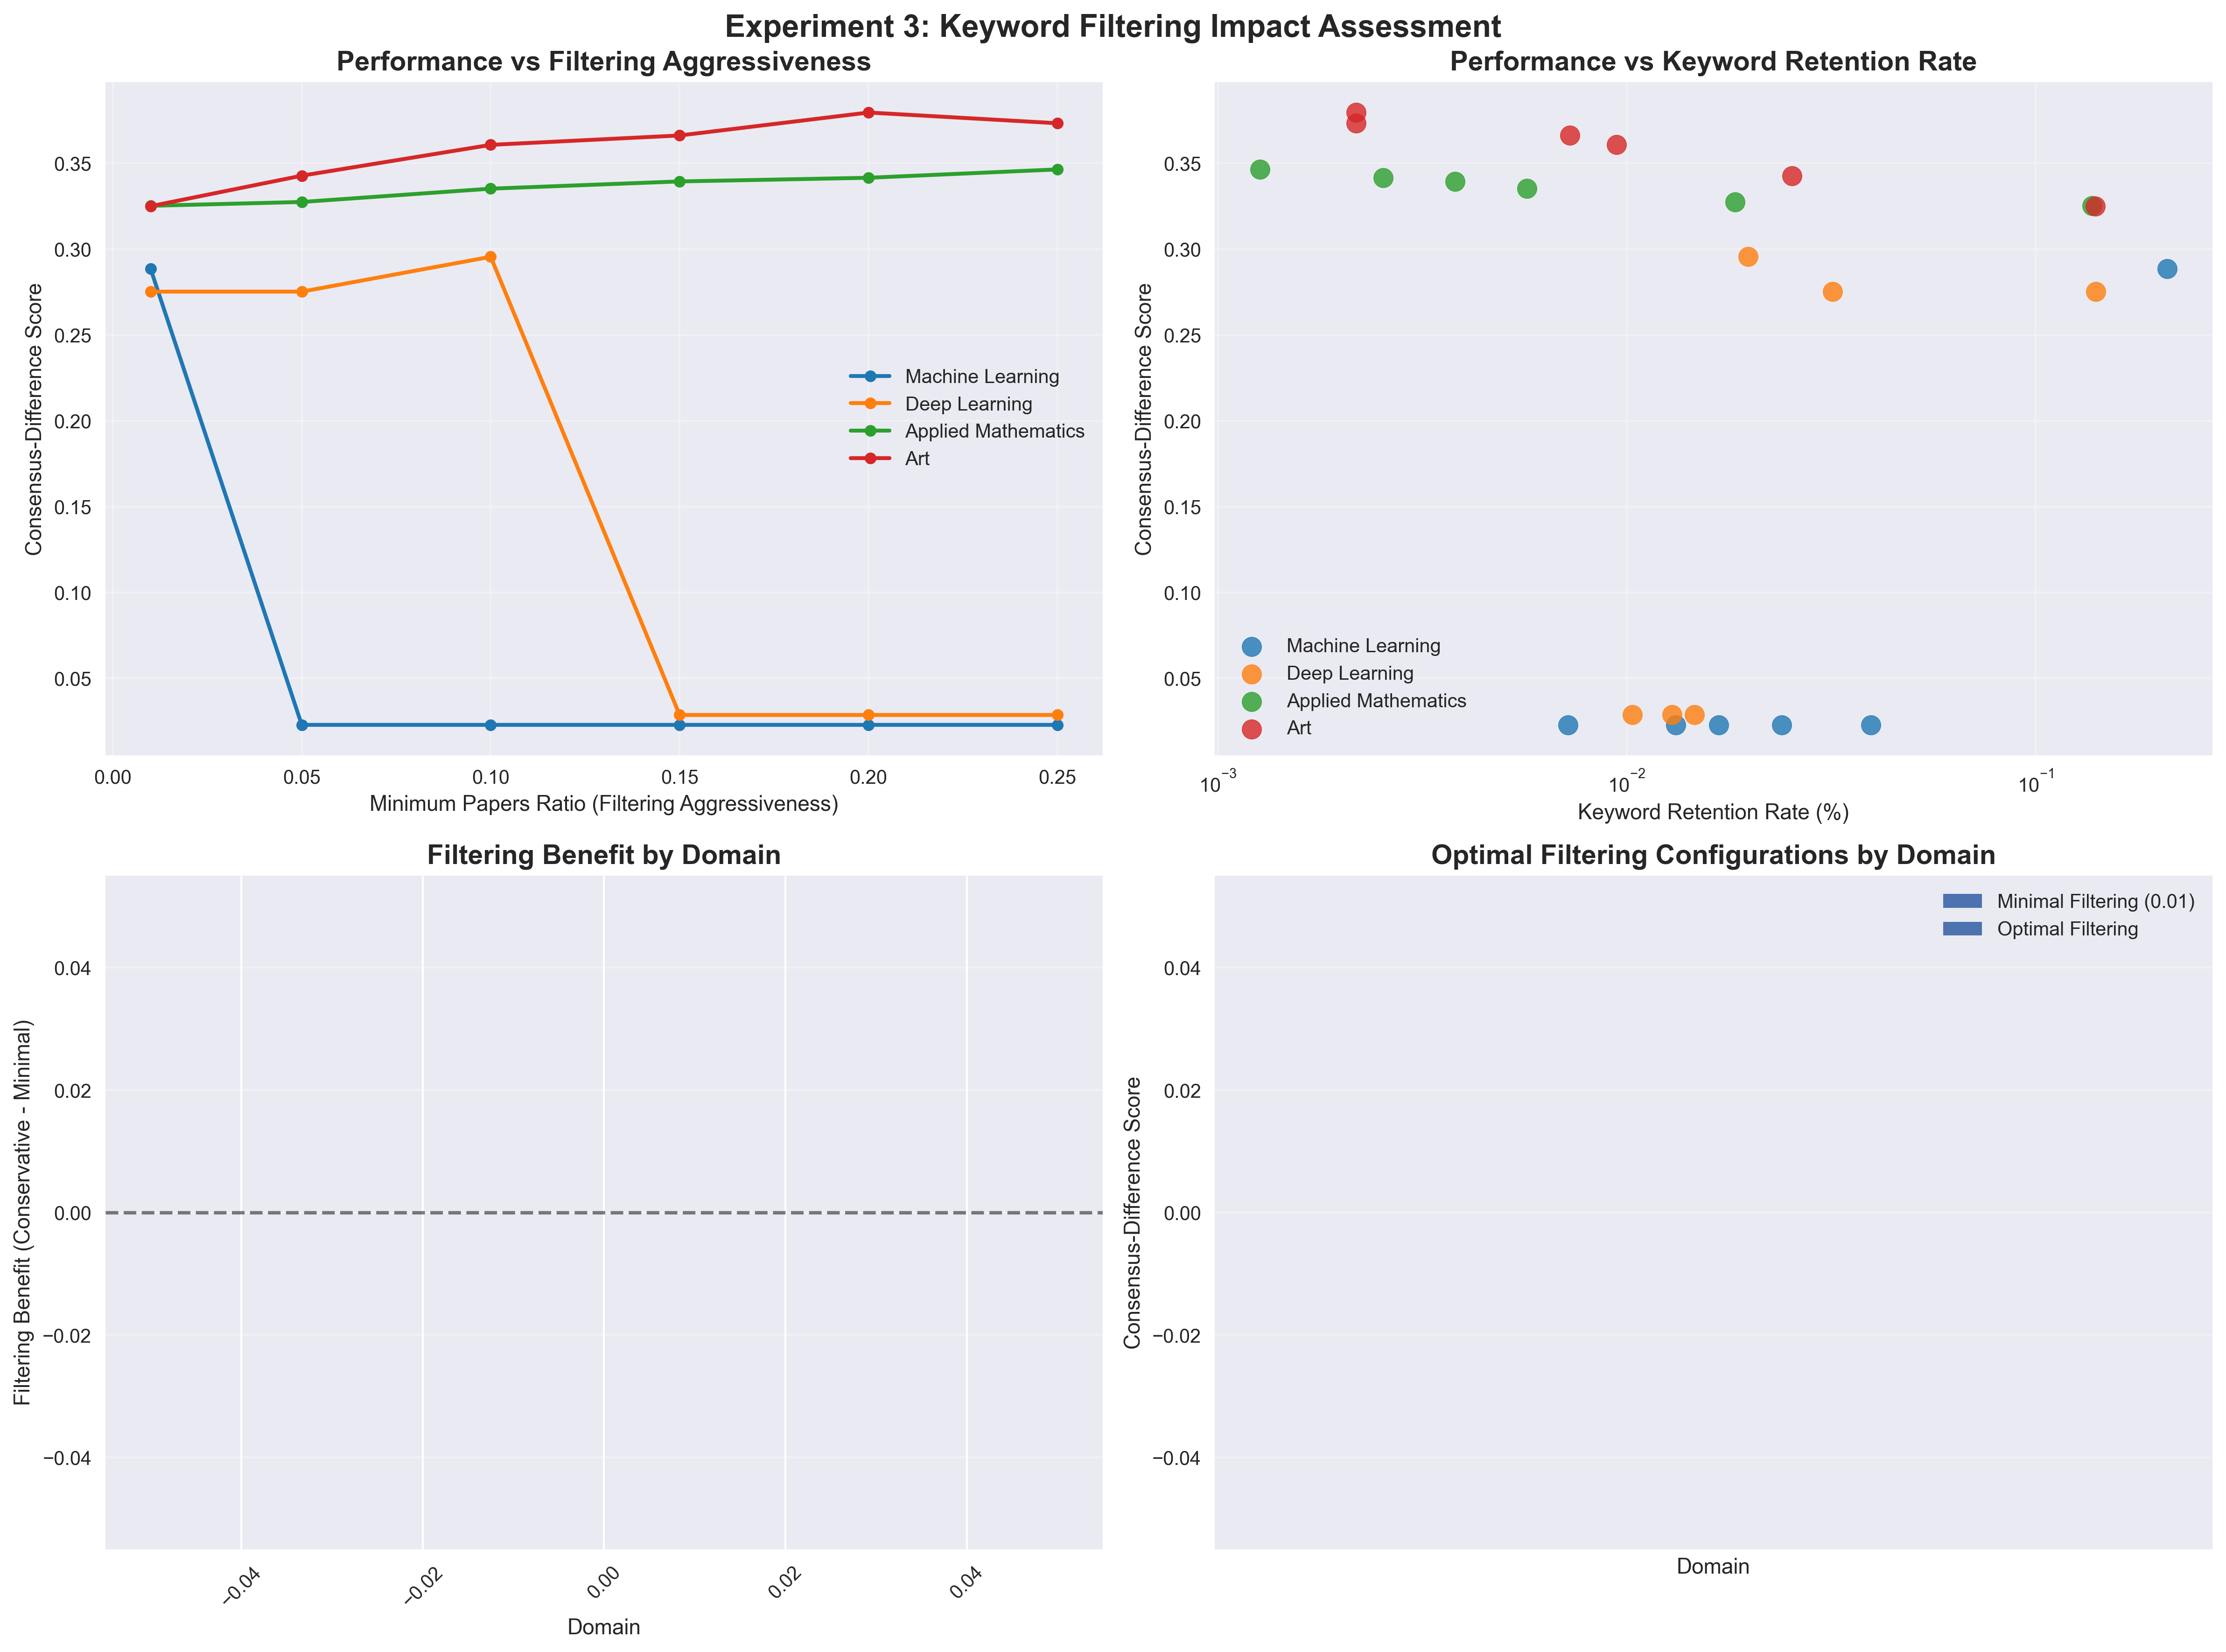 Experiment 3: Keyword Filtering Impact Assessment
Performance vs Filtering Aggressiveness
Consensus-Difference Score
0.35
0.30
0.25
0.20
0.15
0.10
0.05
Machine Learning
Deep Learning
Applied Mathematics
Art
0.00 0.05 0.10 0.15 0.20 0.25
Minimum Papers Ratio (Filtering Aggressiveness)
Performance vs Keyword Retention Rate
Consensus-Difference Score
0.35
0.30
0.25
0.20
0.15
0.10
0.05
Machine Learning
Deep Learning
Applied Mathematics
Art
10⁻³ 10⁻² 10⁻¹
Keyword Retention Rate (%)
Filtering Benefit by Domain
Filtering Benefit (Conservative - Minimal)
0.04
0.02
0.00
−0.02
−0.04
−0.04 −0.02 0.00 0.02 0.04
Domain
Optimal Filtering Configurations by Domain
Consensus-Difference Score
Minimal Filtering (0.01)
Optimal Filtering
0.04
0.02
0.00
−0.02
−0.04
Domain